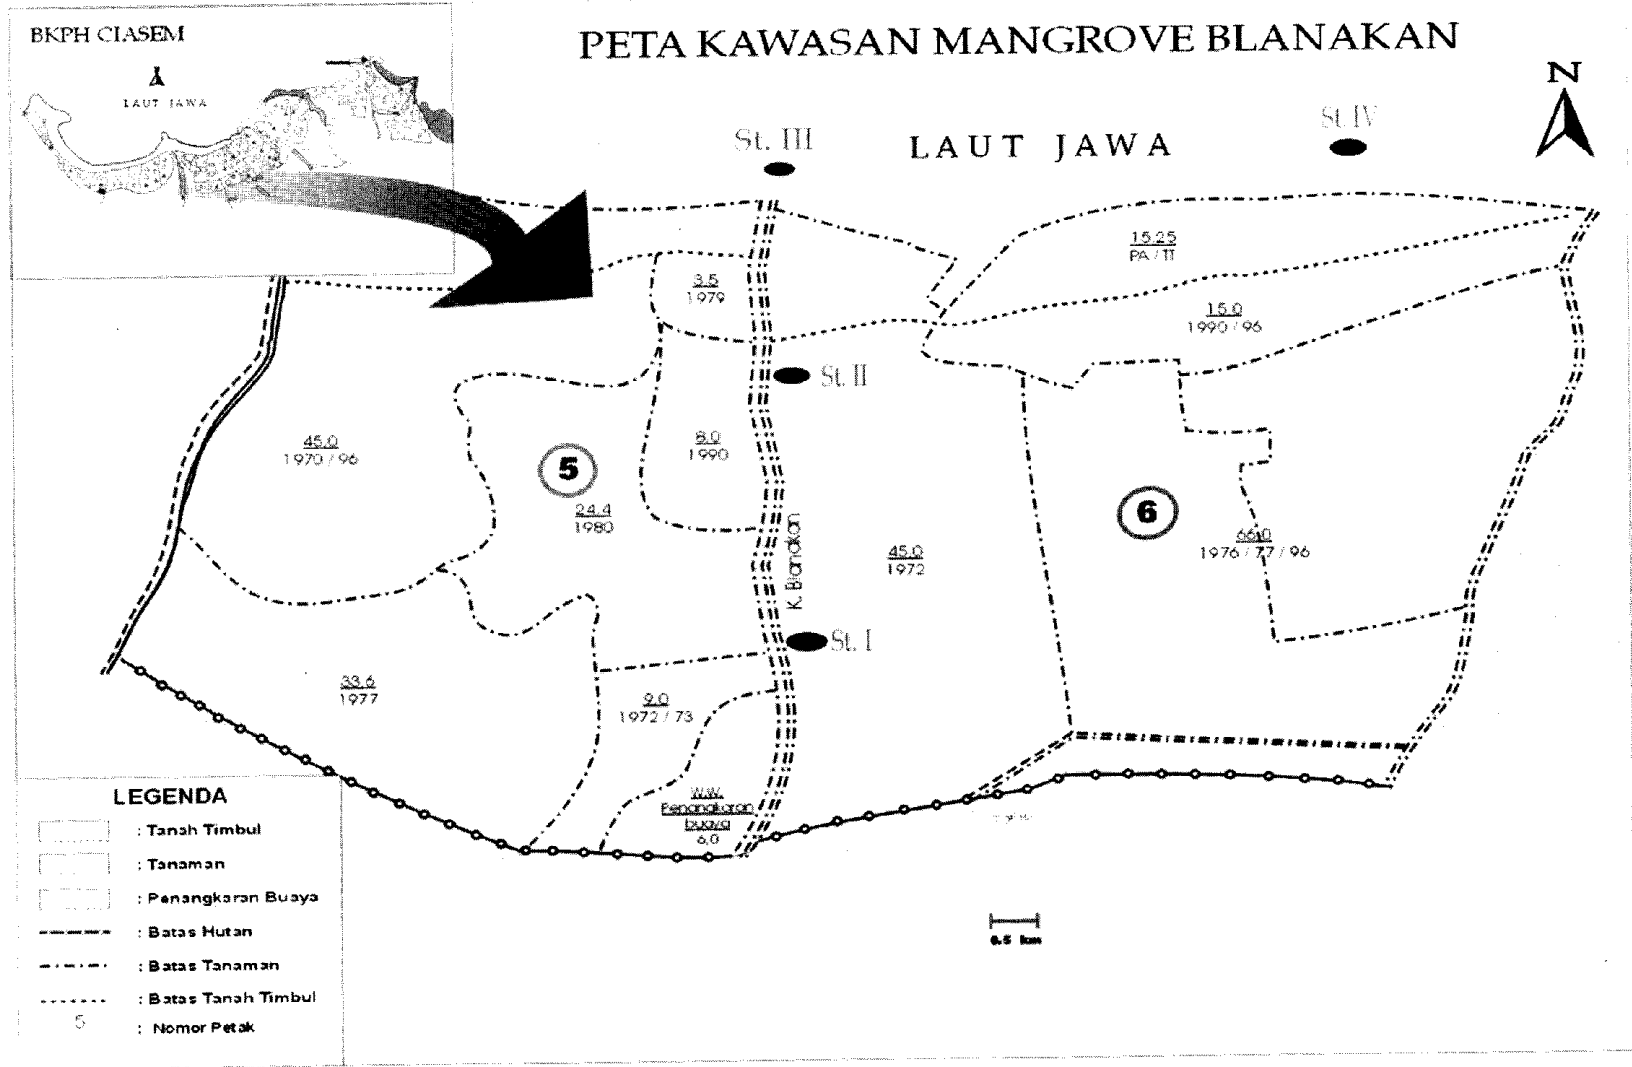 BKPH CIASEM
LAUT JAWA
PETA KAWASAN MANGROVE BLANAKAN
N
St. III
LAUT JAWA
St. IV
15.25
PA / TT
3.5
1979
15.0
1990 / 96
St. II
45.0
1970 / 96
8.0
1990
5
24.4
1980
6
66.0
1976 / 77 / 96
K. Blanakan
45.0
1972
St. I
33.6
1977
9.0
1972 / 73
W.W.
Penangkaran
buaya
6,0
LEGENDA
: Tanah Timbul
: Tanaman
: Penangkaran Buaya
: Batas Hutan
: Batas Tanaman
: Batas Tanah Timbul
5 : Nomor Petak
0.5 km